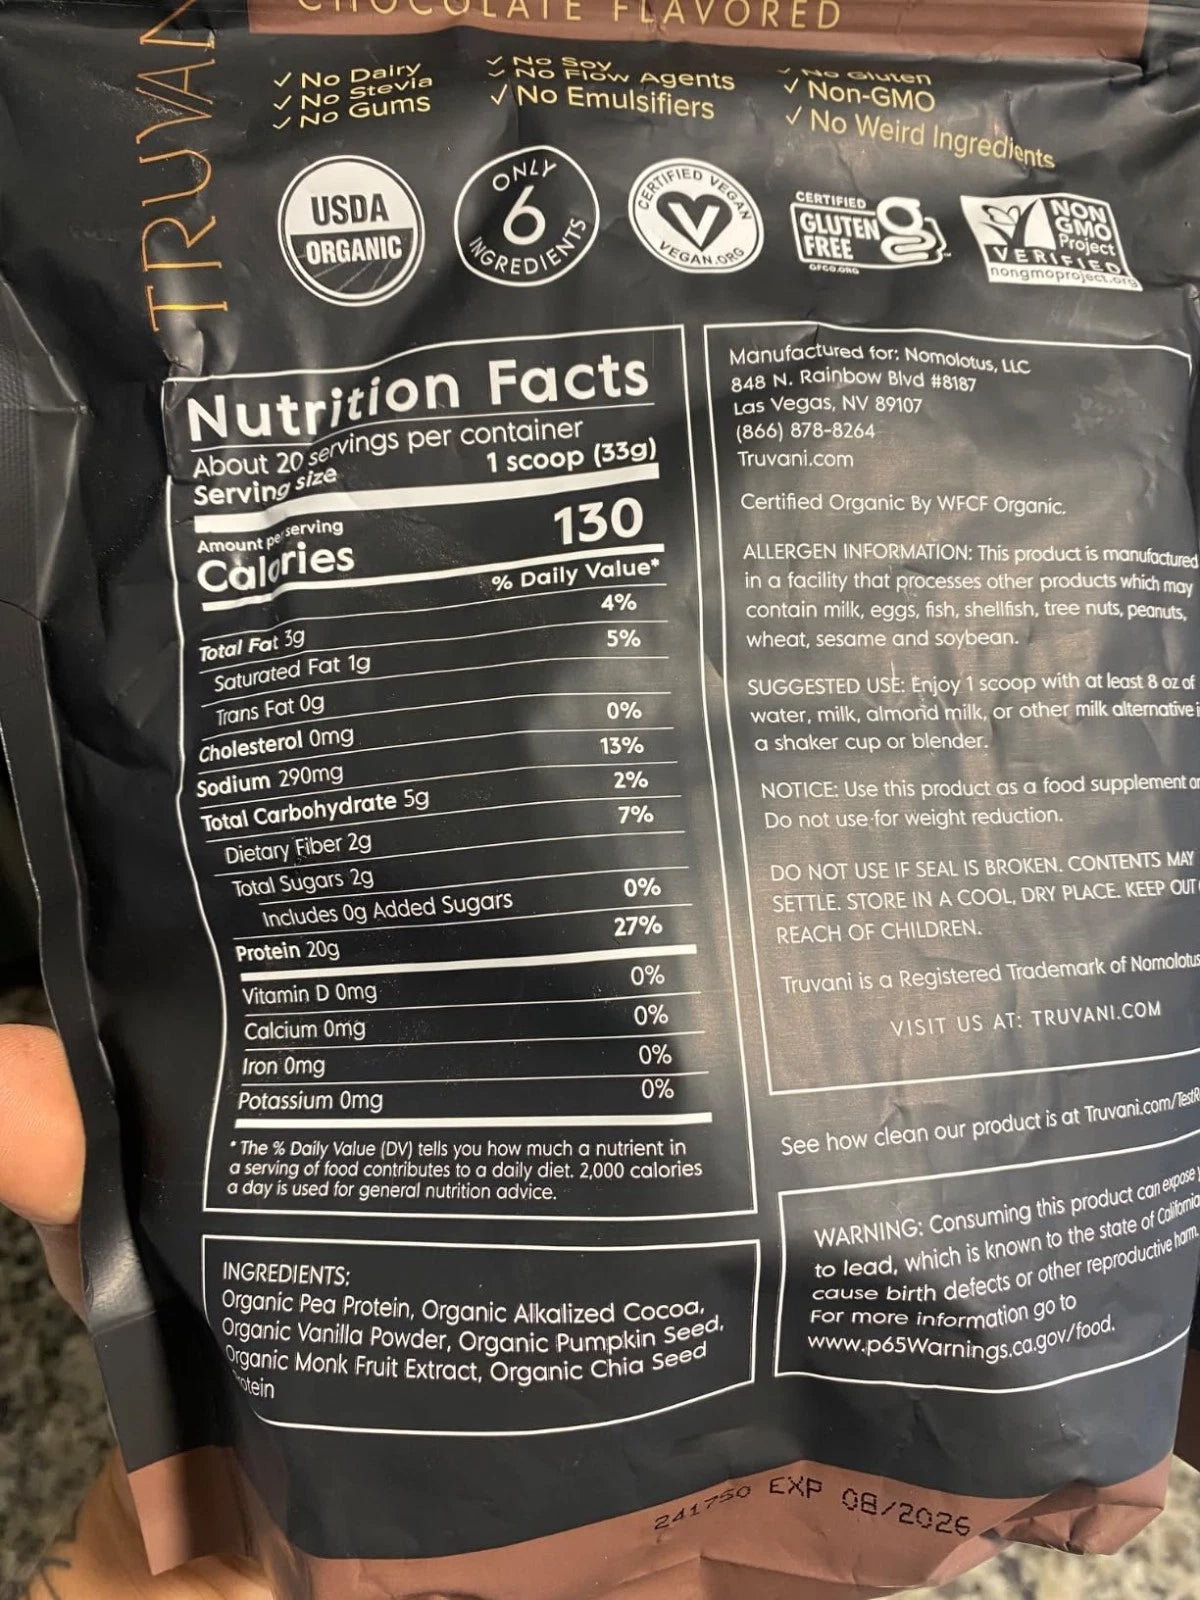 CHOCOLATE FLAVORED
TRUVAN
✓ No Dairy
✓ No Stevia
✓ No Gums
✓ No Soy
✓ No Flow Agents
✓ No Emulsifiers
✓ No Gluten
✓ Non-GMO
✓ No Weird Ingredients
USDA
ORGANIC
ONLY
6
INGREDIENTS
CERTIFIED VEGAN
VEGAN.ORG
CERTIFIED
GLUTEN
FREE
GFCO.ORG
NON
GMO
Project
VERIFIED
nongmoproject.org
Nutrition Facts
About 20 servings per container
Serving size 1 scoop (33g)
Amount per serving
Calories 130
% Daily Value*
Total Fat 3g 4%
Saturated Fat 1g 5%
Trans Fat 0g
Cholesterol 0mg 0%
Sodium 290mg 13%
Total Carbohydrate 5g 2%
Dietary Fiber 2g 7%
Total Sugars 2g
Includes 0g Added Sugars 0%
Protein 20g 27%
Vitamin D 0mg 0%
Calcium 0mg 0%
Iron 0mg 0%
Potassium 0mg 0%
* The % Daily Value (DV) tells you how much a nutrient in
a serving of food contributes to a daily diet. 2,000 calories
a day is used for general nutrition advice.
INGREDIENTS:
Organic Pea Protein, Organic Alkalized Cocoa,
Organic Vanilla Powder, Organic Pumpkin Seed,
Organic Monk Fruit Extract, Organic Chia Seed
Protein
Manufactured for: Nomolotus, LLC
848 N. Rainbow Blvd #8187
Las Vegas, NV 89107
(866) 878-8264
Truvani.com
Certified Organic By WFCF Organic.
ALLERGEN INFORMATION: This product is manufactured
in a facility that processes other products which may
contain milk, eggs, fish, shellfish, tree nuts, peanuts,
wheat, sesame and soybean.
SUGGESTED USE: Enjoy 1 scoop with at least 8 oz of
water, milk, almond milk, or other milk alternative
a shaker cup or blender.
NOTICE: Use this product as a food supplement
Do not use for weight reduction.
DO NOT USE IF SEAL IS BROKEN. CONTENTS MAY
SETTLE. STORE IN A COOL, DRY PLACE. KEEP OUT
REACH OF CHILDREN.
Truvani is a Registered Trademark of Nomolotus
VISIT US AT: TRUVANI.COM
See how clean our product is at Truvani.com/TestR
WARNING: Consuming this product can expose
to lead, which is known to the state of California
cause birth defects or other reproductive harm.
For more information go to
www.p65Warnings.ca.gov/food.
241750 EXP 08/2026